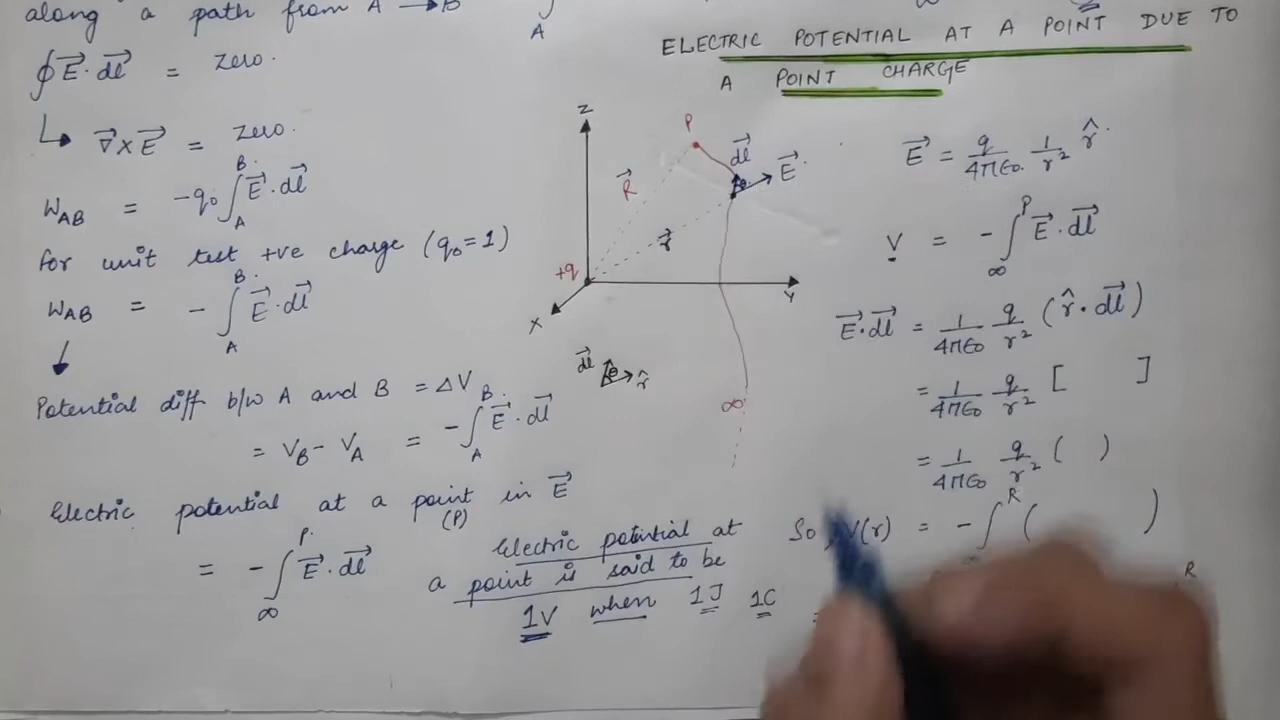 along a path from A → B
∮E⃗·dl⃗ = zero.
↳ ∇⃗×E⃗ = zero.
W_AB = -q₀∫_A^B E⃗·dl⃗
for unit test +ve charge (q₀=1)
W_AB = -∫_A^B E⃗·dl⃗
Potential diff b/w A and B = ΔV
= V_B - V_A = -∫_A^B E⃗·dl⃗
Electric potential at a point in E⃗
(P)
= -∫_∞^P E⃗·dl⃗
Electric potential at
a point is said to be
1V when 1J 1C
A
Z
P
dl⃗
E⃗
R⃗
θ
r⃗
+q
Y
X
dl⃗
θ
r̂
∞
ELECTRIC POTENTIAL AT A POINT DUE TO
A POINT CHARGE
E⃗ = q/4πε₀. 1/r² r̂.
V = -∫_∞^P E⃗·dl⃗
E⃗·dl⃗ = 1/4πε₀ q/r² (r̂·dl⃗)
= 1/4πε₀ q/r² [ ]
= 1/4πε₀ q/r² ( )
So, V(r) = -∫^R ( )
= R